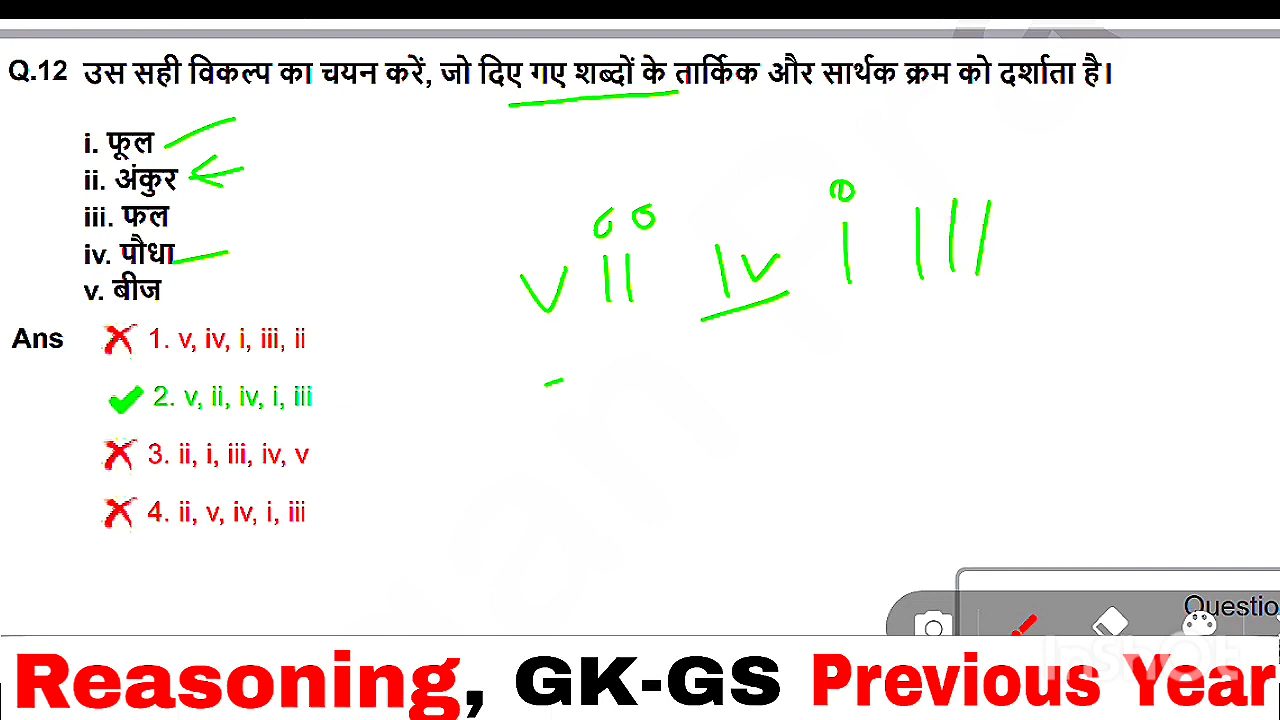 Q.12 उस सही विकल्प का चयन करें, जो दिए गए शब्दों के तार्किक और सार्थक क्रम को दर्शाता है।
i. फूल
ii. अंकुर
iii. फल
iv. पौधा
v. बीज
v ii iv i iii
Ans 1. v, iv, i, iii, ii
2. v, ii, iv, i, iii
3. ii, i, iii, iv, v
4. ii, v, iv, i, iii
Questio
InshOt
Reasoning, GK-GS Previous Year